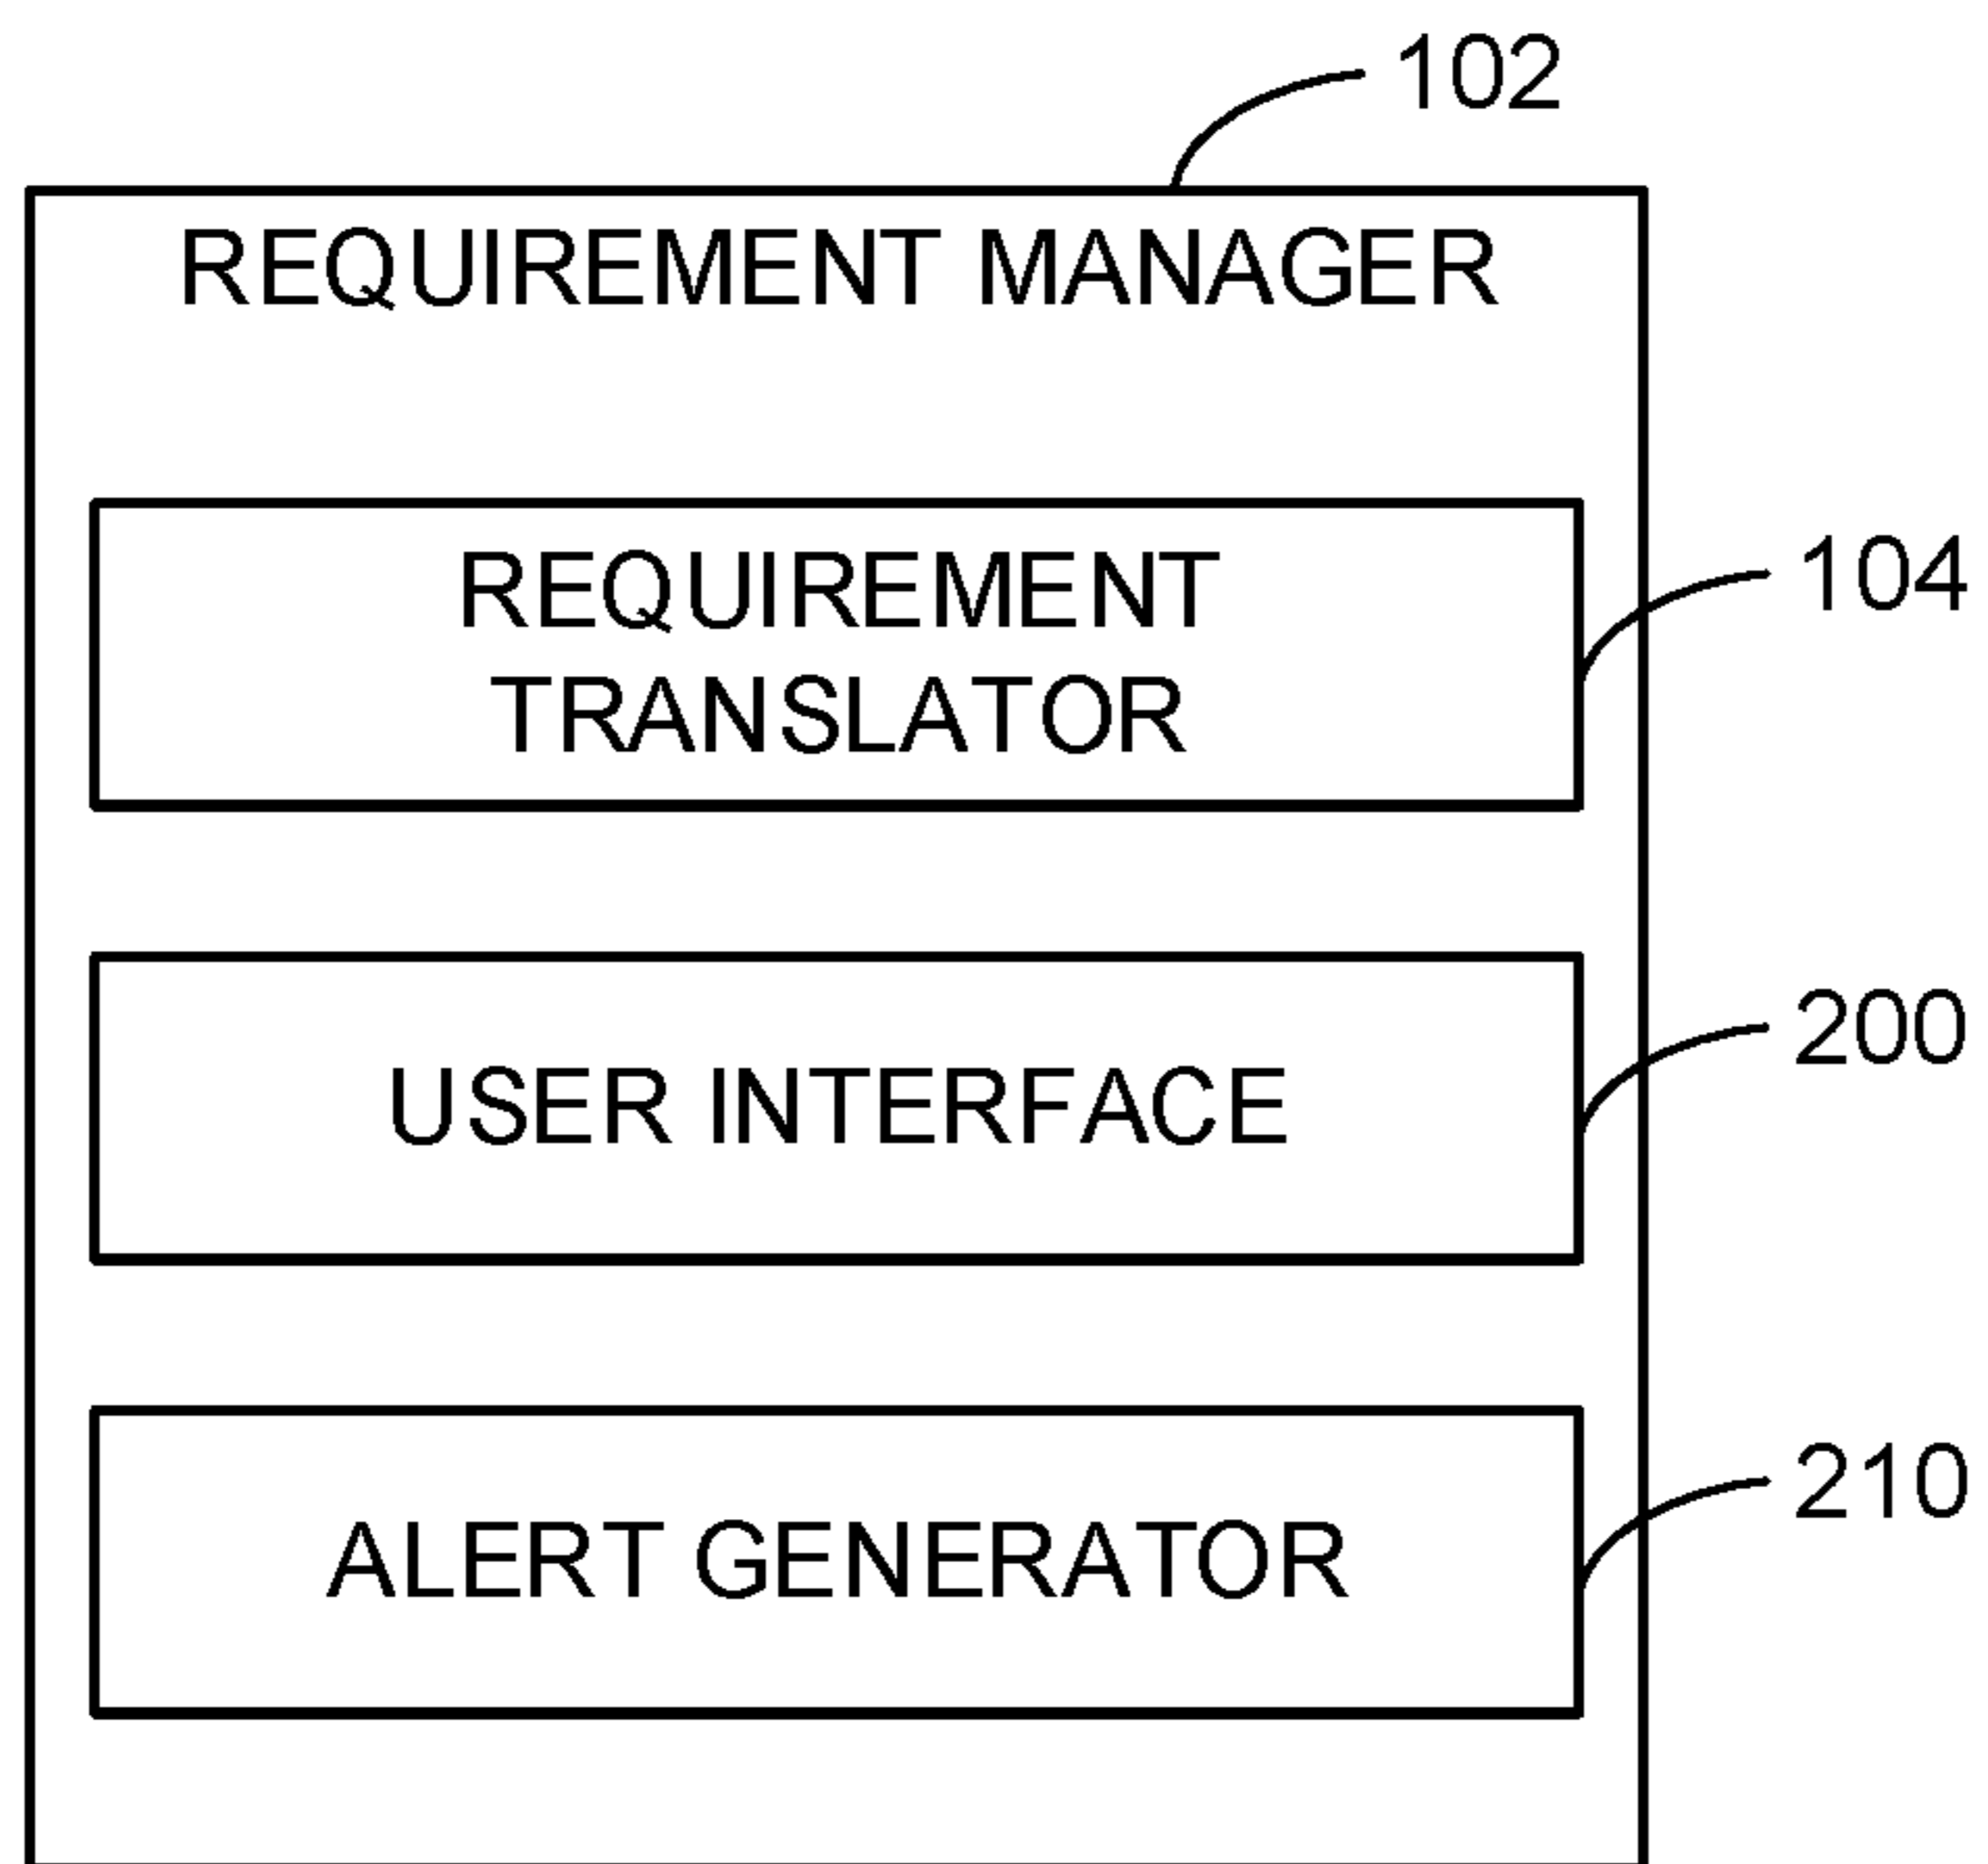 102
REQUIREMENT MANAGER
REQUIREMENT
TRANSLATOR
104
USER INTERFACE
200
ALERT GENERATOR
210